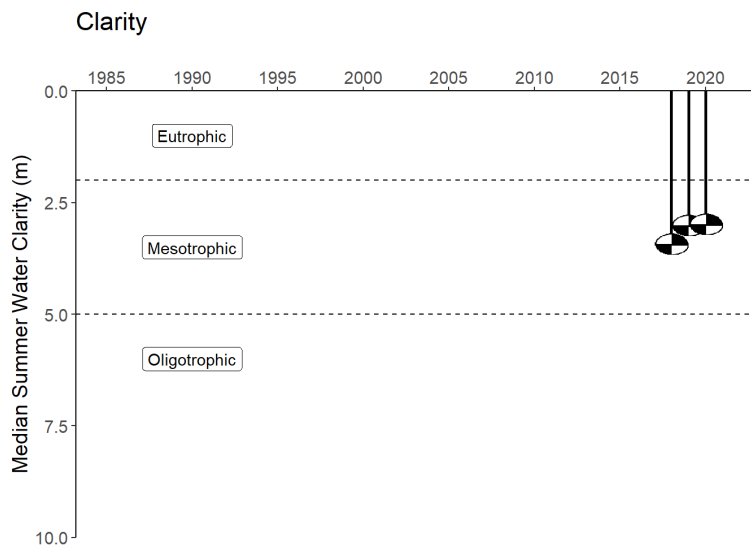 Clarity
1985 1990 1995 2000 2005 2010 2015 2020
0.0
Eutrophic
2.5
Mesotrophic
5.0
Oligotrophic
7.5
10.0
Median Summer Water Clarity (m)